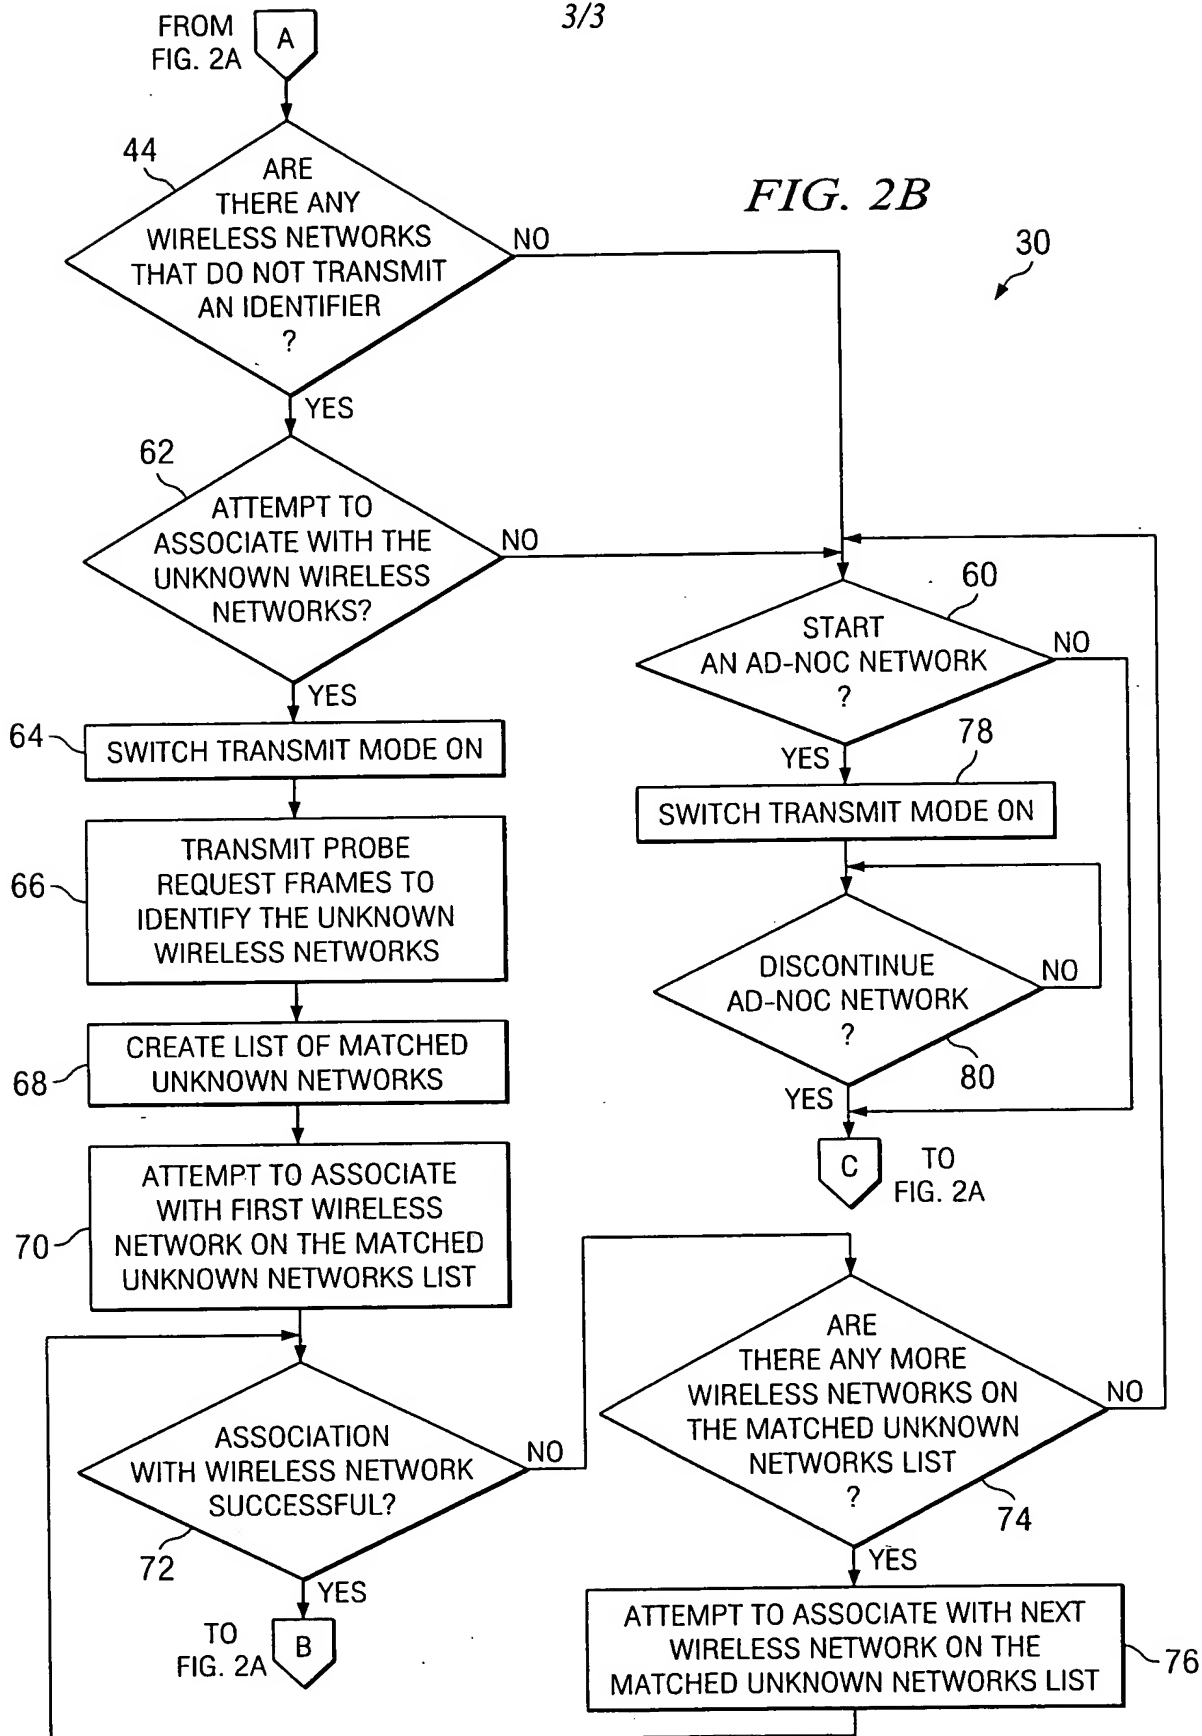 3/3
FROM
FIG. 2A
A
44
ARE
THERE ANY
WIRELESS NETWORKS
THAT DO NOT TRANSMIT
AN IDENTIFIER
?
NO
YES
FIG. 2B
30
62
ATTEMPT TO
ASSOCIATE WITH THE
UNKNOWN WIRELESS
NETWORKS?
NO
YES
64
SWITCH TRANSMIT MODE ON
66
TRANSMIT PROBE
REQUEST FRAMES TO
IDENTIFY THE UNKNOWN
WIRELESS NETWORKS
68
CREATE LIST OF MATCHED
UNKNOWN NETWORKS
70
ATTEMPT TO ASSOCIATE
WITH FIRST WIRELESS
NETWORK ON THE MATCHED
UNKNOWN NETWORKS LIST
ASSOCIATION
WITH WIRELESS NETWORK
SUCCESSFUL?
72
NO
YES
TO
FIG. 2A
B
60
START
AN AD-NOC NETWORK
?
NO
YES
78
SWITCH TRANSMIT MODE ON
DISCONTINUE
AD-NOC NETWORK
?
NO
80
YES
C
TO
FIG. 2A
ARE
THERE ANY MORE
WIRELESS NETWORKS ON
THE MATCHED UNKNOWN
NETWORKS LIST
?
NO
74
YES
ATTEMPT TO ASSOCIATE WITH NEXT
WIRELESS NETWORK ON THE
MATCHED UNKNOWN NETWORKS LIST
76